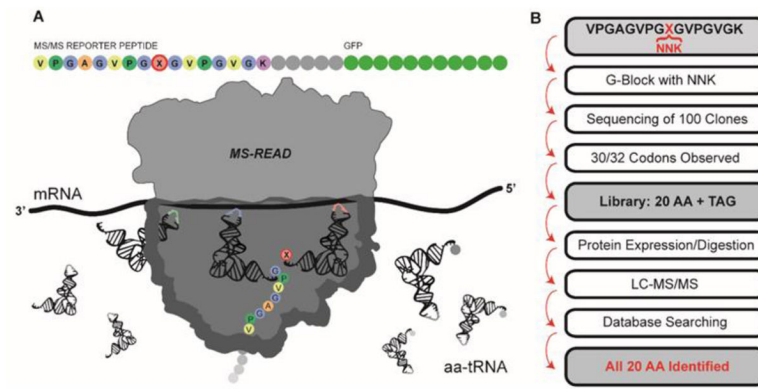 A
MS/MS REPORTER PEPTIDE
GFP
V P G A G V P G X G V P G V G K
MS-READ
mRNA
5'
3'
X
G
P
V
G
A
G
P
V
aa-tRNA
B
VPGAGVPGXGVPGVGK
NNK
G-Block with NNK
Sequencing of 100 Clones
30/32 Codons Observed
Library: 20 AA + TAG
Protein Expression/Digestion
LC-MS/MS
Database Searching
All 20 AA Identified